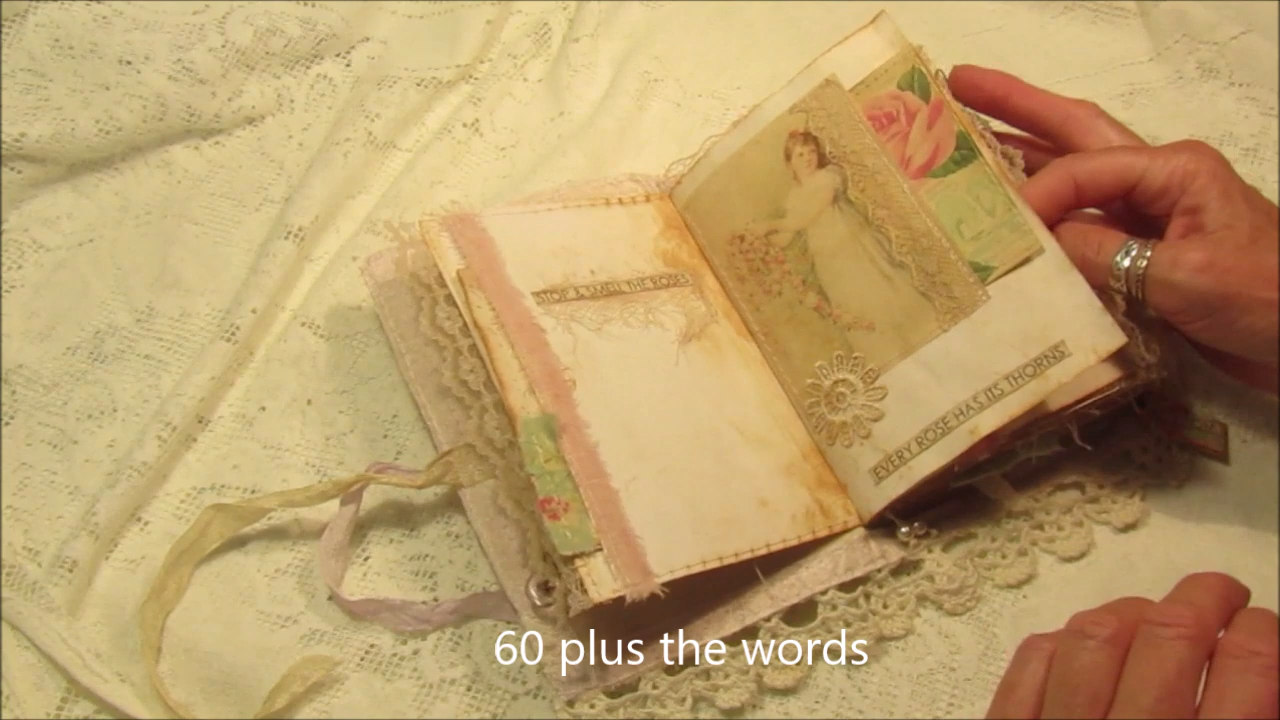 STOP & SMELL THE ROSES
EVERY ROSE HAS ITS THORNS
60 plus the words